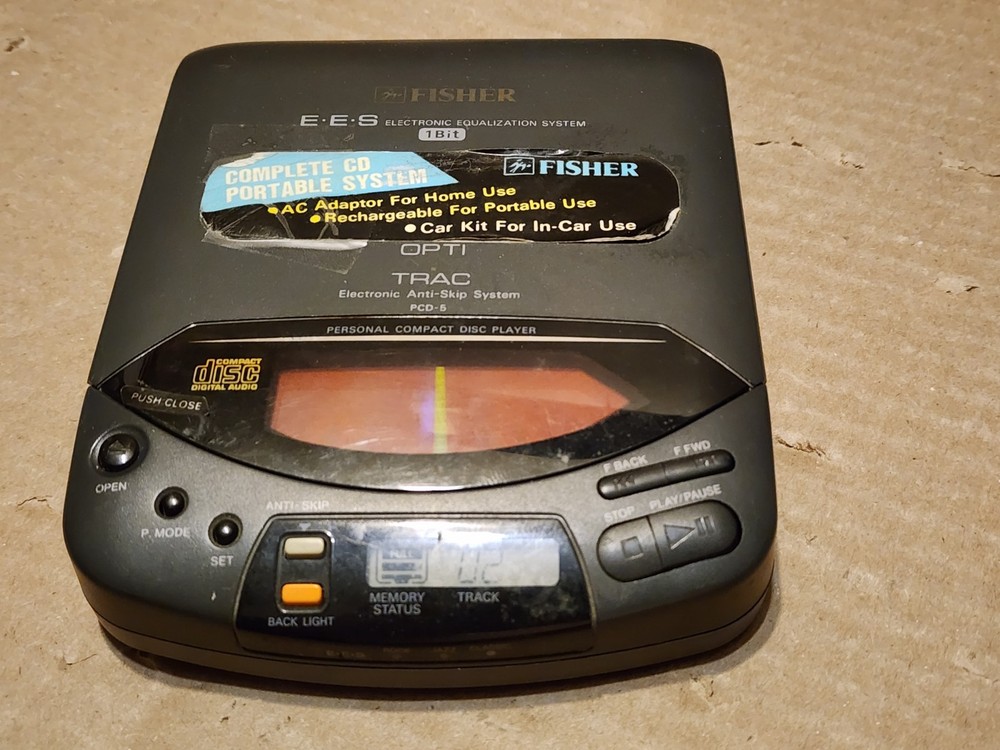 FISHER
E·E·S ELECTRONIC EQUALIZATION SYSTEM
1Bit
COMPLETE CD
PORTABLE SYSTEM
FISHER
•AC Adaptor For Home Use
•Rechargeable For Portable Use
•Car Kit For In-Car Use
OPTI
TRAC
Electronic Anti-Skip System
PCD-5
PERSONAL COMPACT DISC PLAYER
COMPACT
disc
DIGITAL AUDIO
PUSH CLOSE
OPEN
P. MODE
SET
F BACK
F FWD
STOP
PLAY/PAUSE
ANTI-SKIP
BACK LIGHT
FULL
MEMORY
STATUS
02
TRACK